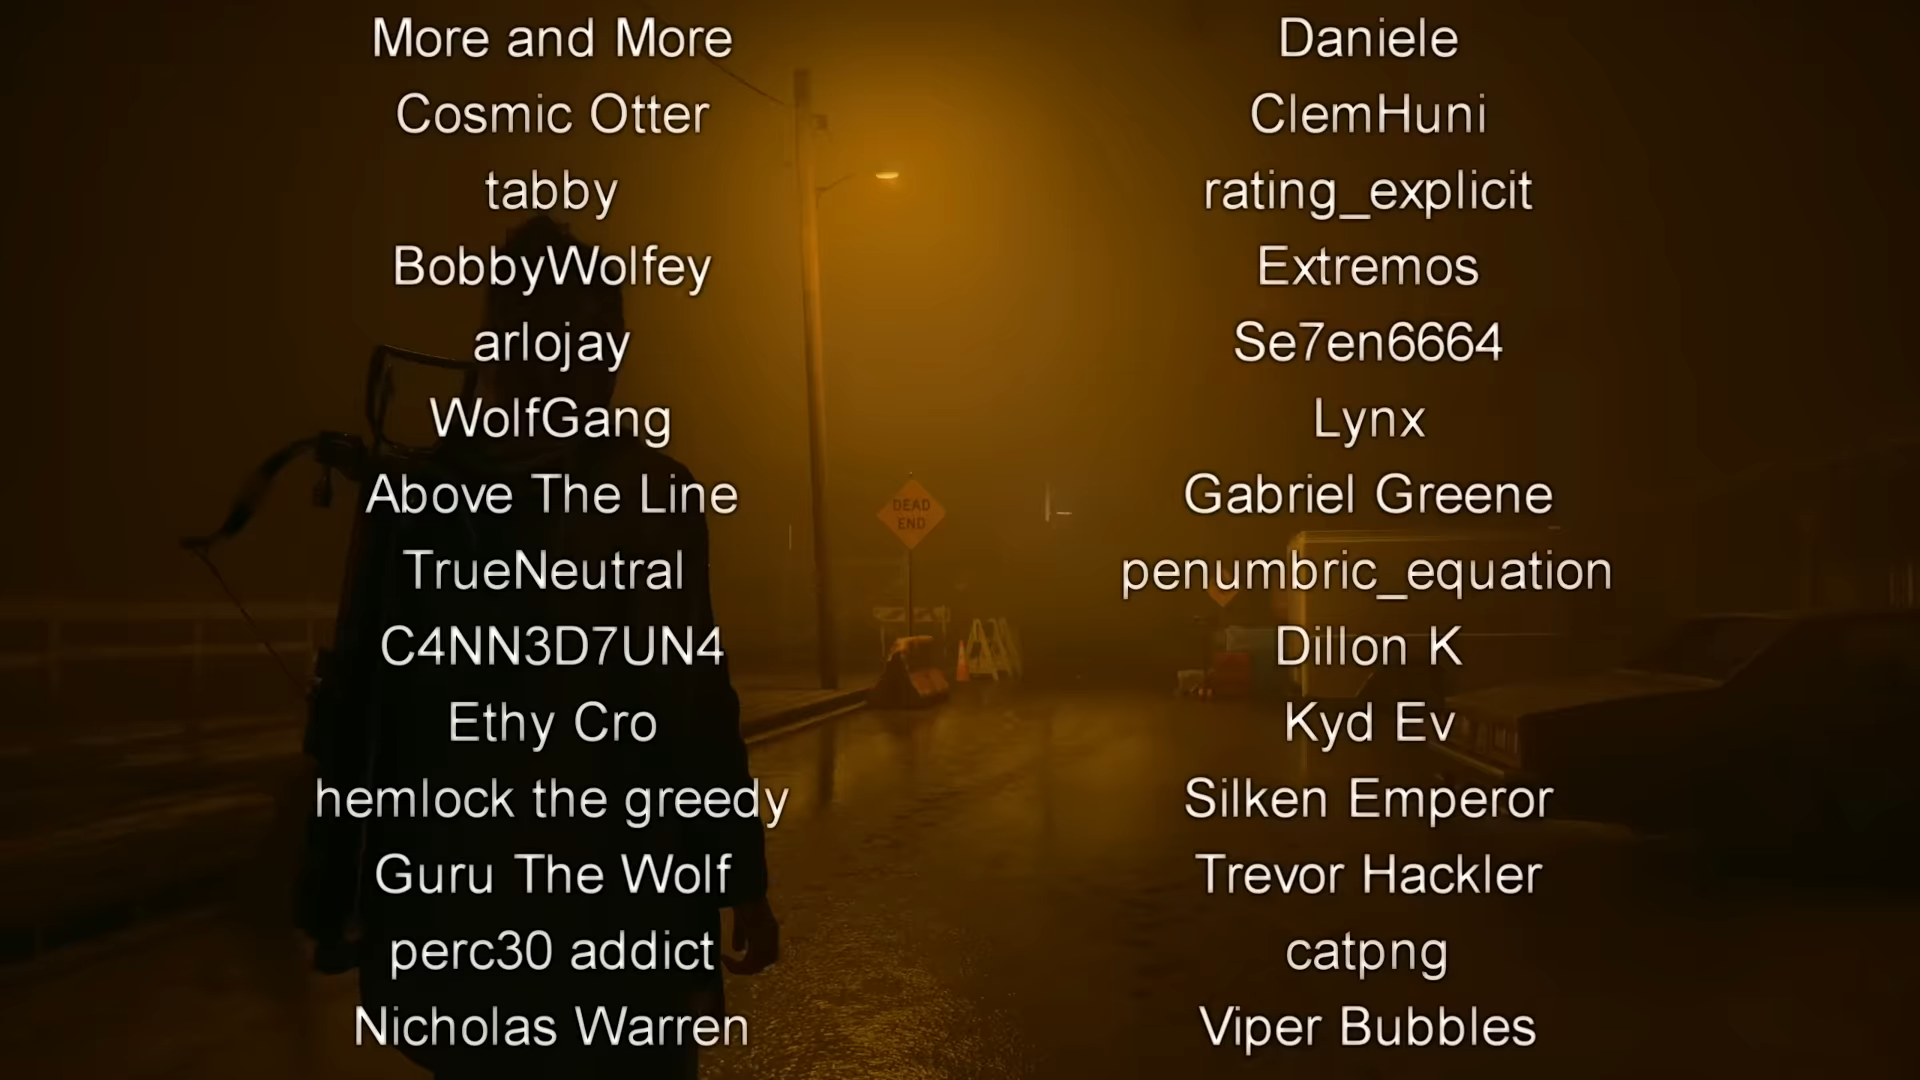 More and More
Cosmic Otter
tabby
BobbyWolfey
arlojay
WolfGang
Above The Line
TrueNeutral
C4NN3D7UN4
Ethy Cro
hemlock the greedy
Guru The Wolf
perc30 addict
Nicholas Warren
Daniele
ClemHuni
rating_explicit
Extremos
Se7en6664
Lynx
Gabriel Greene
penumbric_equation
Dillon K
Kyd Ev
Silken Emperor
Trevor Hackler
catpng
Viper Bubbles
DEAD
END